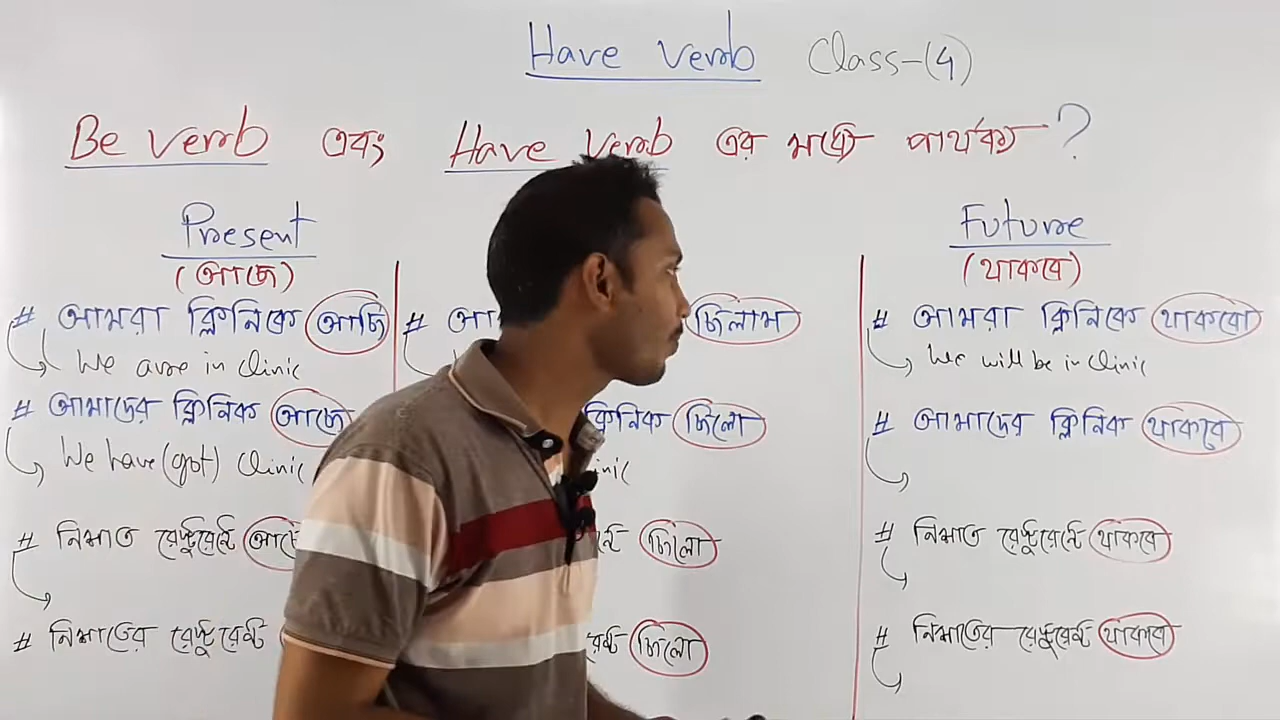 Have verb Class-(4)
Be verb এবং Have verb এর মধ্যে পার্থক্য ?
Present
(আছে)
# আমরা ক্লিনিকে আছি
We are in clinic
# আমাদের ক্লিনিক আছে
We have (got) clinic
# নিশাত রেস্টুরেন্টে আছে
# নিশাতের রেস্টুরেন্ট
# ছিলাম
ক্লিনিক ছিলো
ছিলো
ছিলো
Future
(থাকবে)
# আমরা ক্লিনিকে থাকবো
We will be in clinic
# আমাদের ক্লিনিক থাকবে
# নিশাত রেস্টুরেন্টে থাকবে
# নিশাতের রেস্টুরেন্ট থাকবে